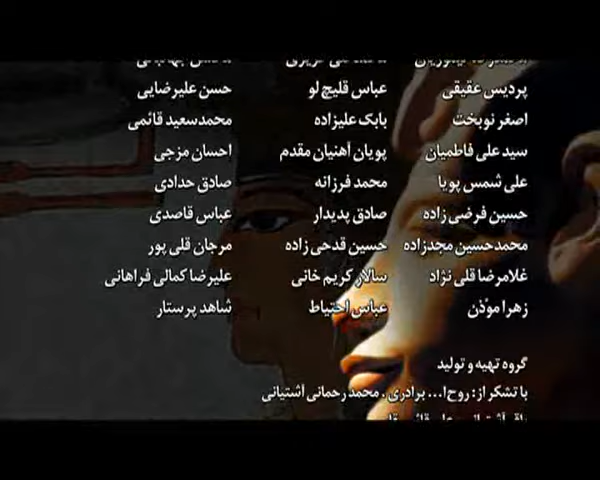 پردیس عقیقی عباس قلیچ لو حسن علیرضایی
اصغر نوبخت بابک علیزاده محمدسعید قائمی
سید علی فاطمیان پویان آهنیان مقدم احسان مزجی
علی شمس پویا محمد فرزانه صادق حدادی
حسین فرضی زاده صادق پدیدار عباس قاصدی
محمدحسین مجدزاده حسین قدحی زاده مرجان قلی پور
غلامرضا قلی نژاد سالار کریم خانی علیرضا کمالی فراهانی
زهرا مؤذن عباس احتیاط شاهد پرستار
گروه تهیه و تولید
با تشکر از : روح‌ا... برادری . محمد رحمانی آشتیانی